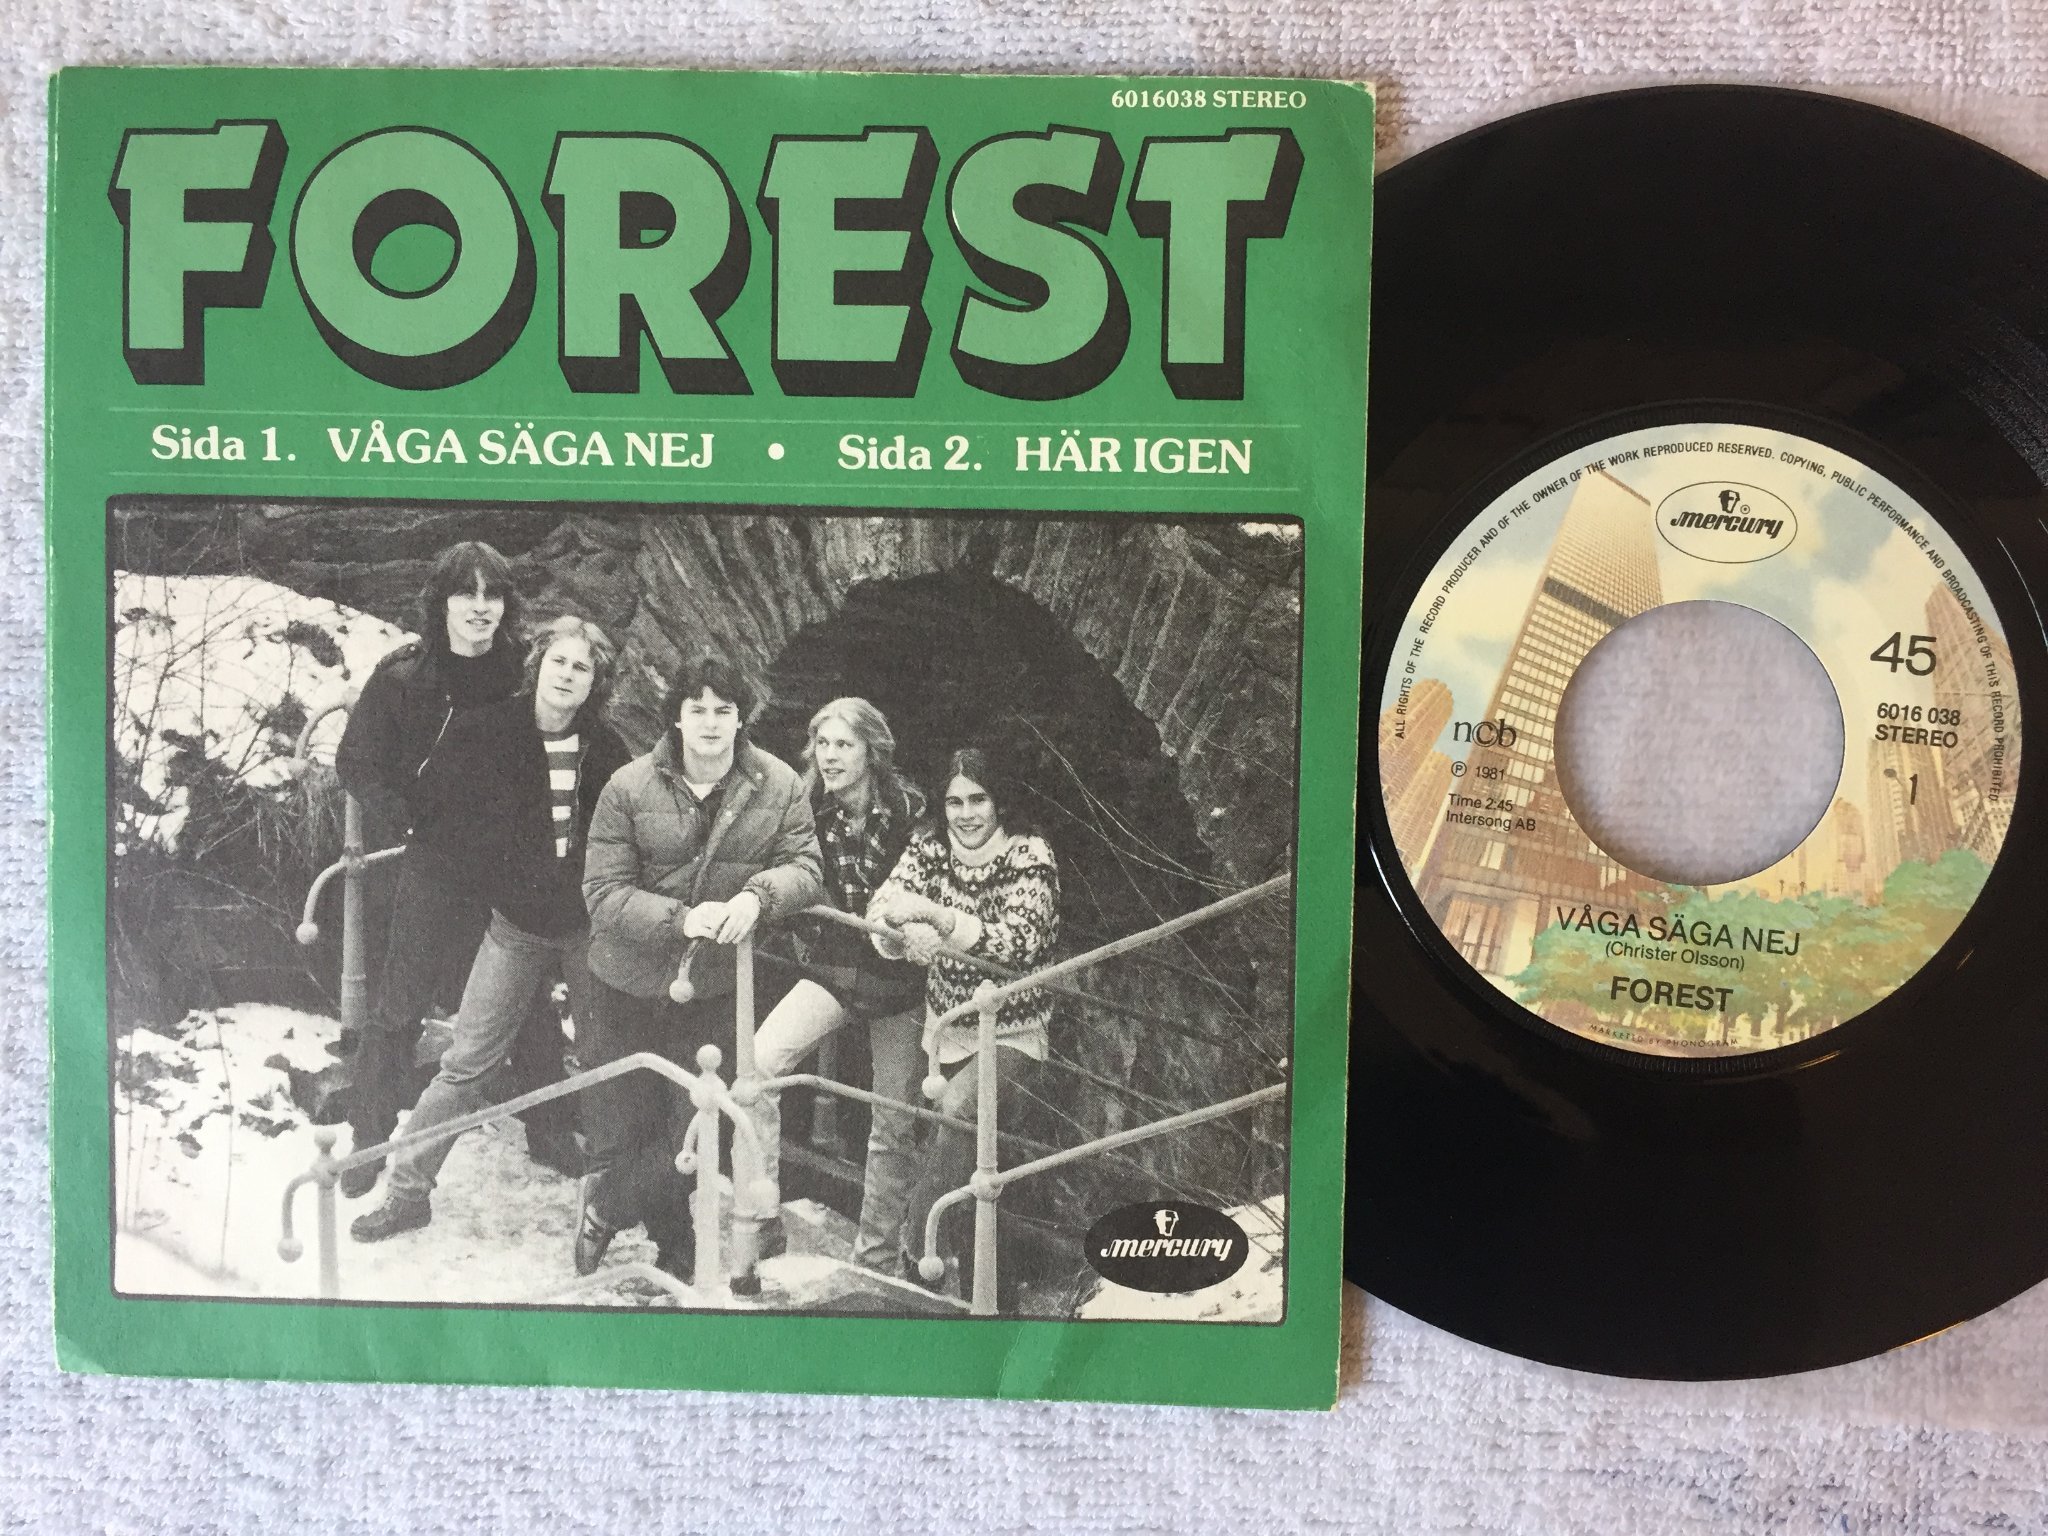 6016038 STEREO
FOREST
Sida 1. VÅGA SÄGA NEJ • Sida 2. HÄR IGEN
mercury
ALL RIGHTS OF THE RECORD PRODUCER AND OF THE OWNER OF THE WORK REPRODUCED RESERVED. COPYING, PUBLIC PERFORMANCE AND BROADCASTING OF THIS RECORD PROHIBITED
mercury
45
6016 038
STEREO
1
ncb
Ⓟ 1981
Time 2:45
Intersong AB
VÅGA SÄGA NEJ
(Christer Olsson)
FOREST
MARKETED BY PHONOGRAM